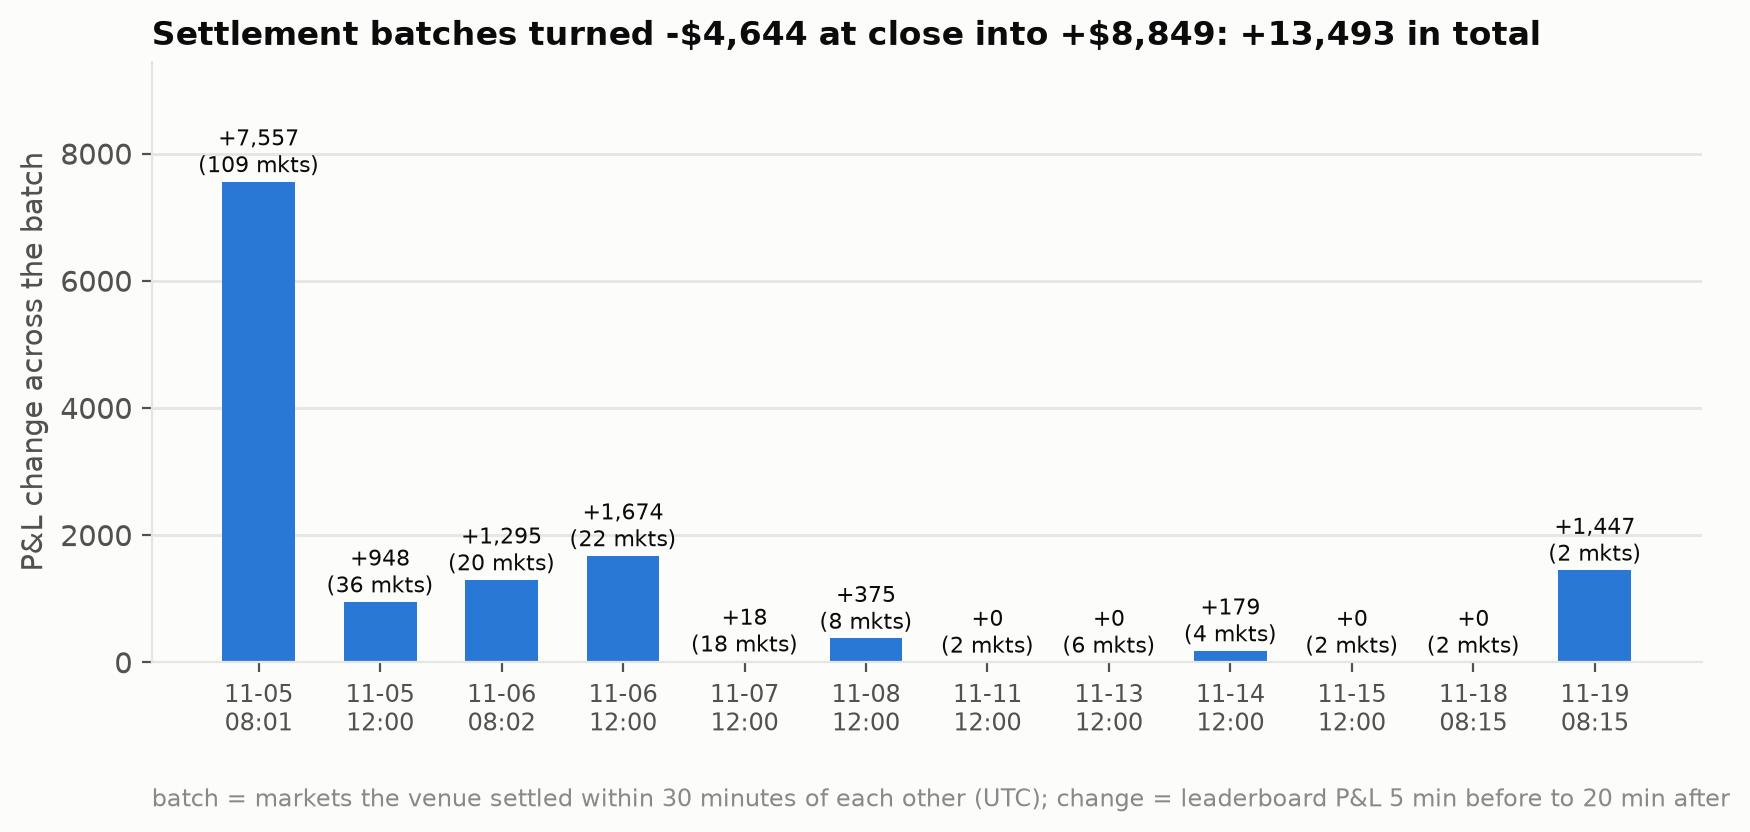 Settlement batches turned -$4,644 at close into +$8,849: +13,493 in total
P&L change across the batch
8000
6000
4000
2000
0
+7,557
(109 mkts)
+948
(36 mkts)
+1,295
(20 mkts)
+1,674
(22 mkts)
+18
(18 mkts)
+375
(8 mkts)
+0
(2 mkts)
+0
(6 mkts)
+179
(4 mkts)
+0
(2 mkts)
+0
(2 mkts)
+1,447
(2 mkts)
11-05
08:01
11-05
12:00
11-06
08:02
11-06
12:00
11-07
12:00
11-08
12:00
11-11
12:00
11-13
12:00
11-14
12:00
11-15
12:00
11-18
08:15
11-19
08:15
batch = markets the venue settled within 30 minutes of each other (UTC); change = leaderboard P&L 5 min before to 20 min after